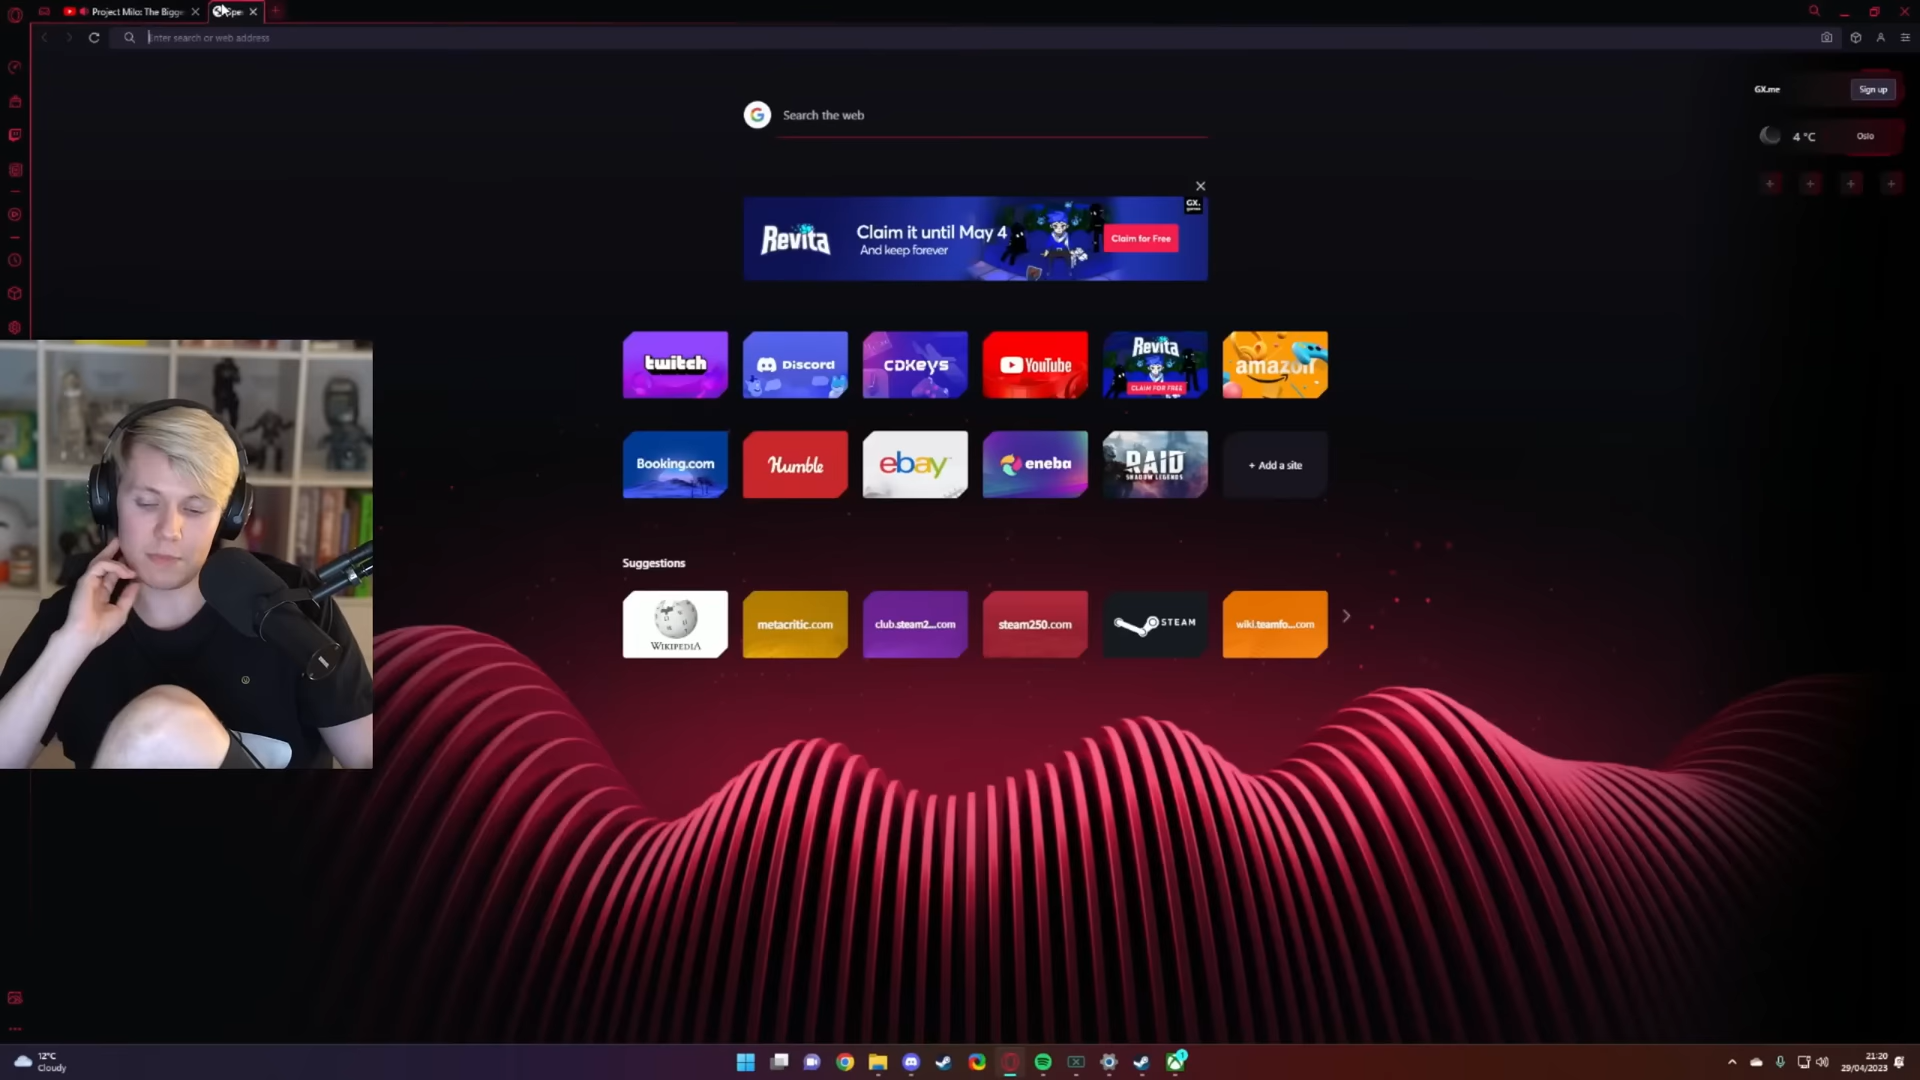 Project Milo: The Bigge
Spe
Enter search or web address
GX.me
Sign up
4 °C
Oslo
Search the web
Revita
Claim it until May 4
And keep forever
GX.
games
Claim for Free
twitch
Discord
CDKEYS
YouTube
Revita
CLAIM FOR FREE
amazon
Booking.com
Humble
ebay
eneba
RAID
SHADOW LEGENDS
+ Add a site
Suggestions
WIKIPEDIA
metacritic.com
club.steam2...com
steam250.com
STEAM
wiki.teamfo...com
12°C
Cloudy
21:20
29/04/2023